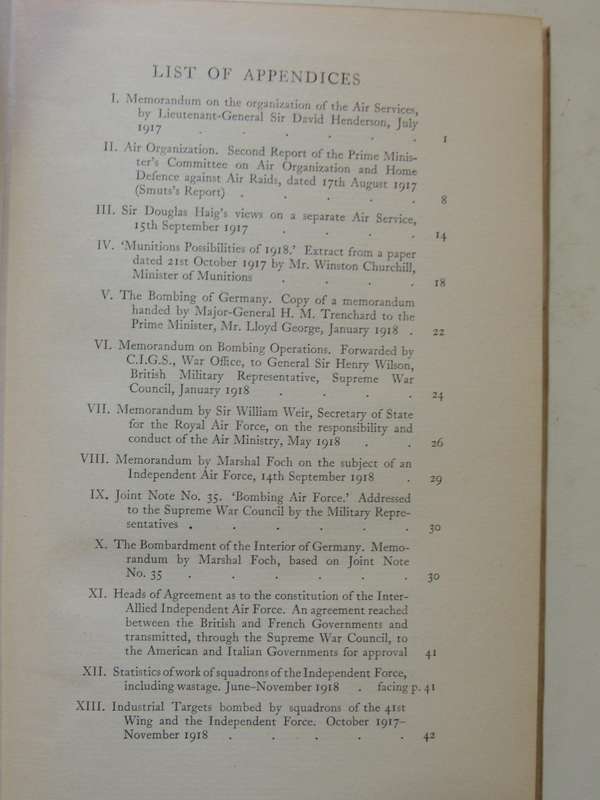 LIST OF APPENDICES
I. Memorandum on the organization of the Air Services,
by Lieutenant-General Sir David Henderson, July
1917 . . . . . 1
II. Air Organization. Second Report of the Prime Minis-
ter's Committee on Air Organization and Home
Defence against Air Raids, dated 17th August 1917
(Smuts's Report) . . . . . 8
III. Sir Douglas Haig's views on a separate Air Service,
15th September 1917 . . . . 14
IV. 'Munitions Possibilities of 1918.' Extract from a paper
dated 21st October 1917 by Mr. Winston Churchill,
Minister of Munitions . . . . 18
V. The Bombing of Germany. Copy of a memorandum
handed by Major-General H. M. Trenchard to the
Prime Minister, Mr. Lloyd George, January 1918 . 22
VI. Memorandum on Bombing Operations. Forwarded by
C.I.G.S., War Office, to General Sir Henry Wilson,
British Military Representative, Supreme War
Council, January 1918 . . . . 24
VII. Memorandum by Sir William Weir, Secretary of State
for the Royal Air Force, on the responsibility and
conduct of the Air Ministry, May 1918 . . 26
VIII. Memorandum by Marshal Foch on the subject of an
Independent Air Force, 14th September 1918 . 29
IX. Joint Note No. 35. 'Bombing Air Force.' Addressed
to the Supreme War Council by the Military Repre-
sentatives . . . . . . 30
X. The Bombardment of the Interior of Germany. Memo-
randum by Marshal Foch, based on Joint Note
No. 35 . . . . . . 30
XI. Heads of Agreement as to the constitution of the Inter-
Allied Independent Air Force. An agreement reached
between the British and French Governments and
transmitted, through the Supreme War Council, to
the American and Italian Governments for approval 41
XII. Statistics of work of squadrons of the Independent Force,
including wastage. June–November 1918 . facing p. 41
XIII. Industrial Targets bombed by squadrons of the 41st
Wing and the Independent Force. October 1917–
November 1918 . . . . . 42